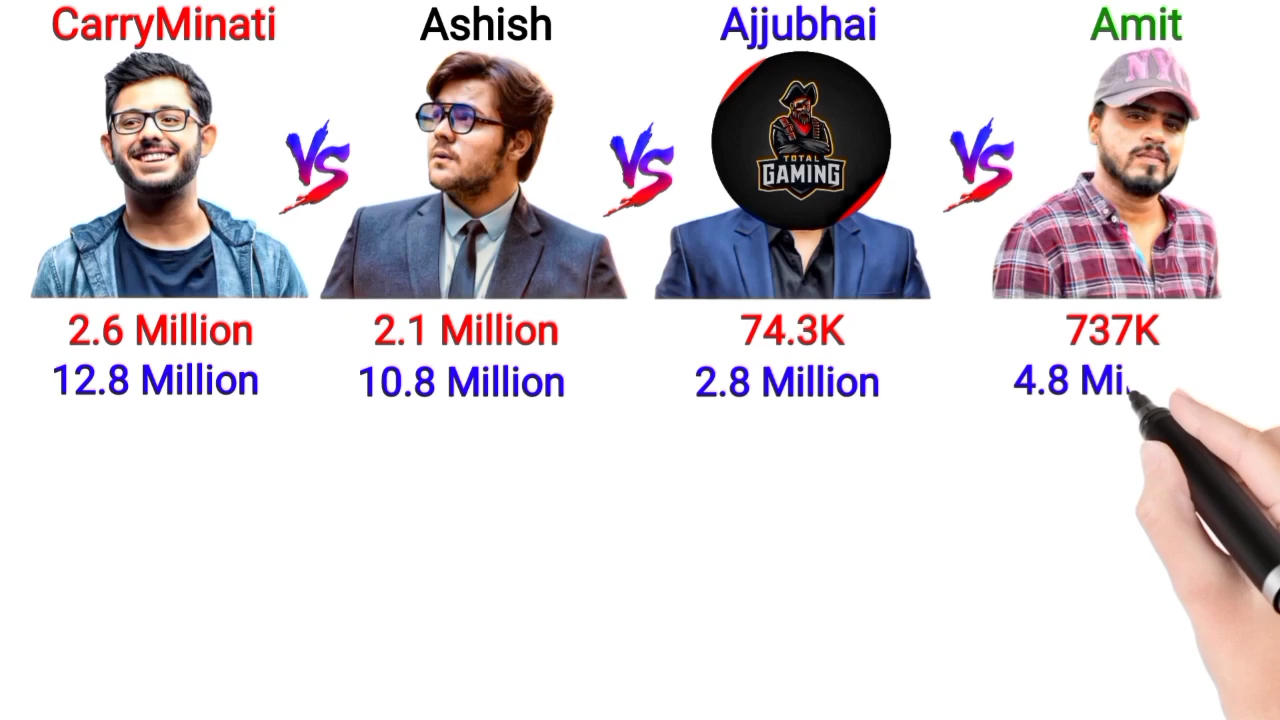 CarryMinati Ashish Ajjubhai Amit
VS VS VS
NY
TOTAL
GAMING
2.6 Million 2.1 Million 74.3K 737K
12.8 Million 10.8 Million 2.8 Million 4.8 Mi